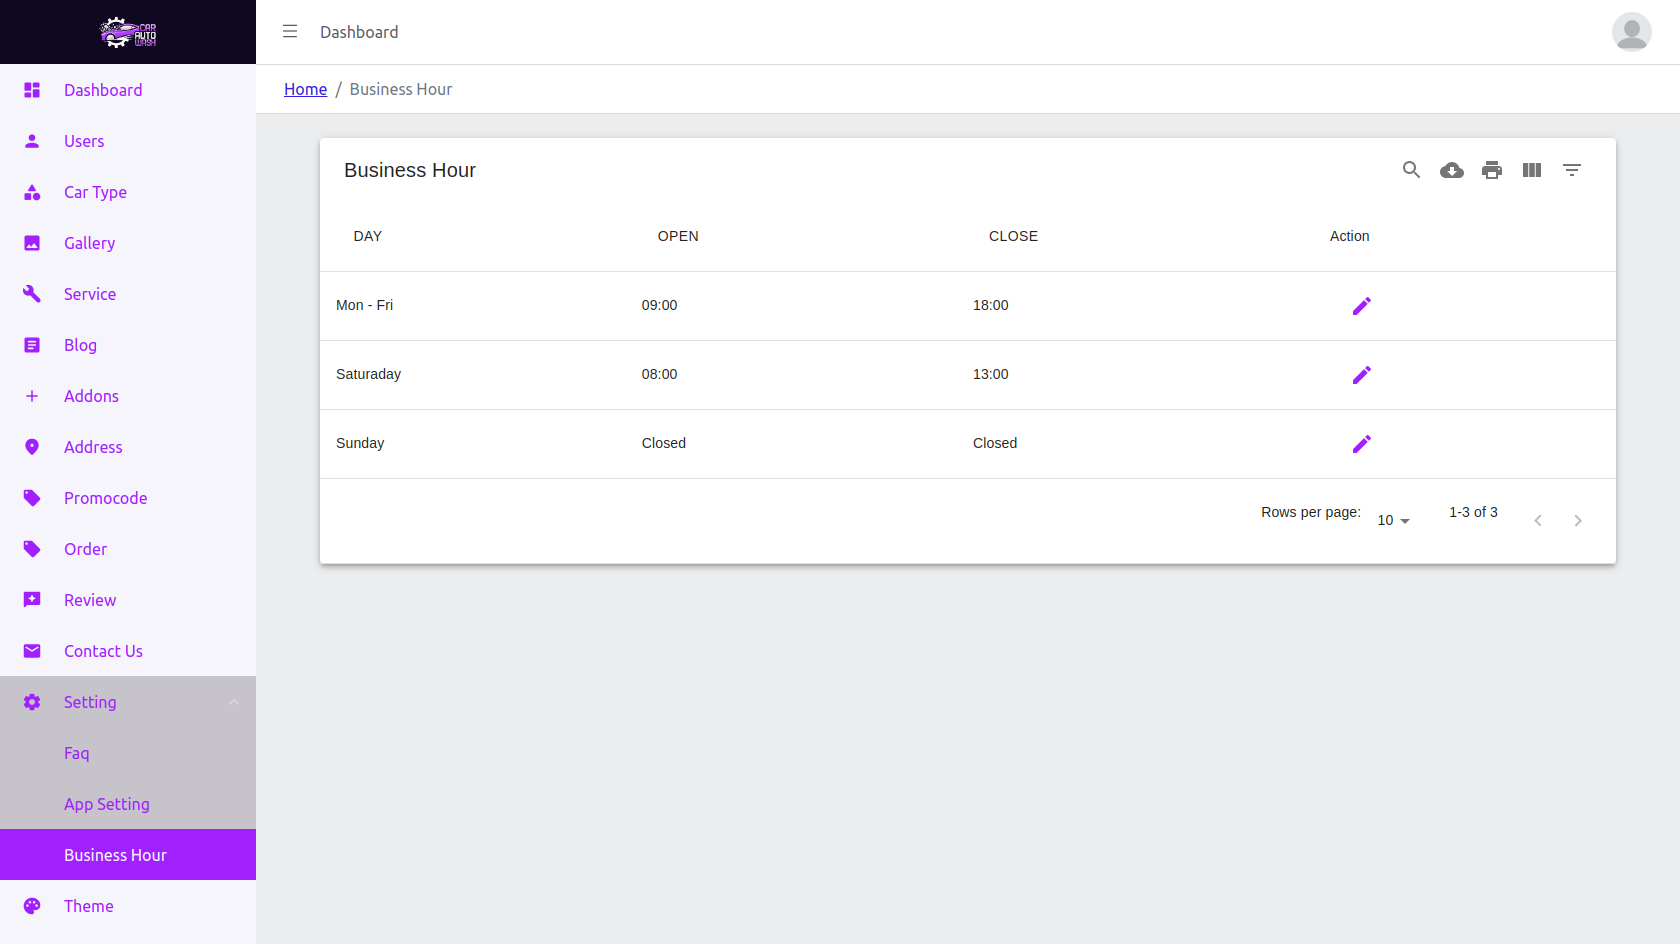 CAR
AUTO
WASH
Dashboard
Home / Business Hour
Dashboard
Users
Car Type
Gallery
Service
Blog
Addons
Address
Promocode
Order
Review
Contact Us
Setting
Faq
App Setting
Business Hour
Theme
Business Hour
DAY OPEN CLOSE Action
Mon - Fri 09:00 18:00
Saturaday 08:00 13:00
Sunday Closed Closed
Rows per page: 10 1-3 of 3